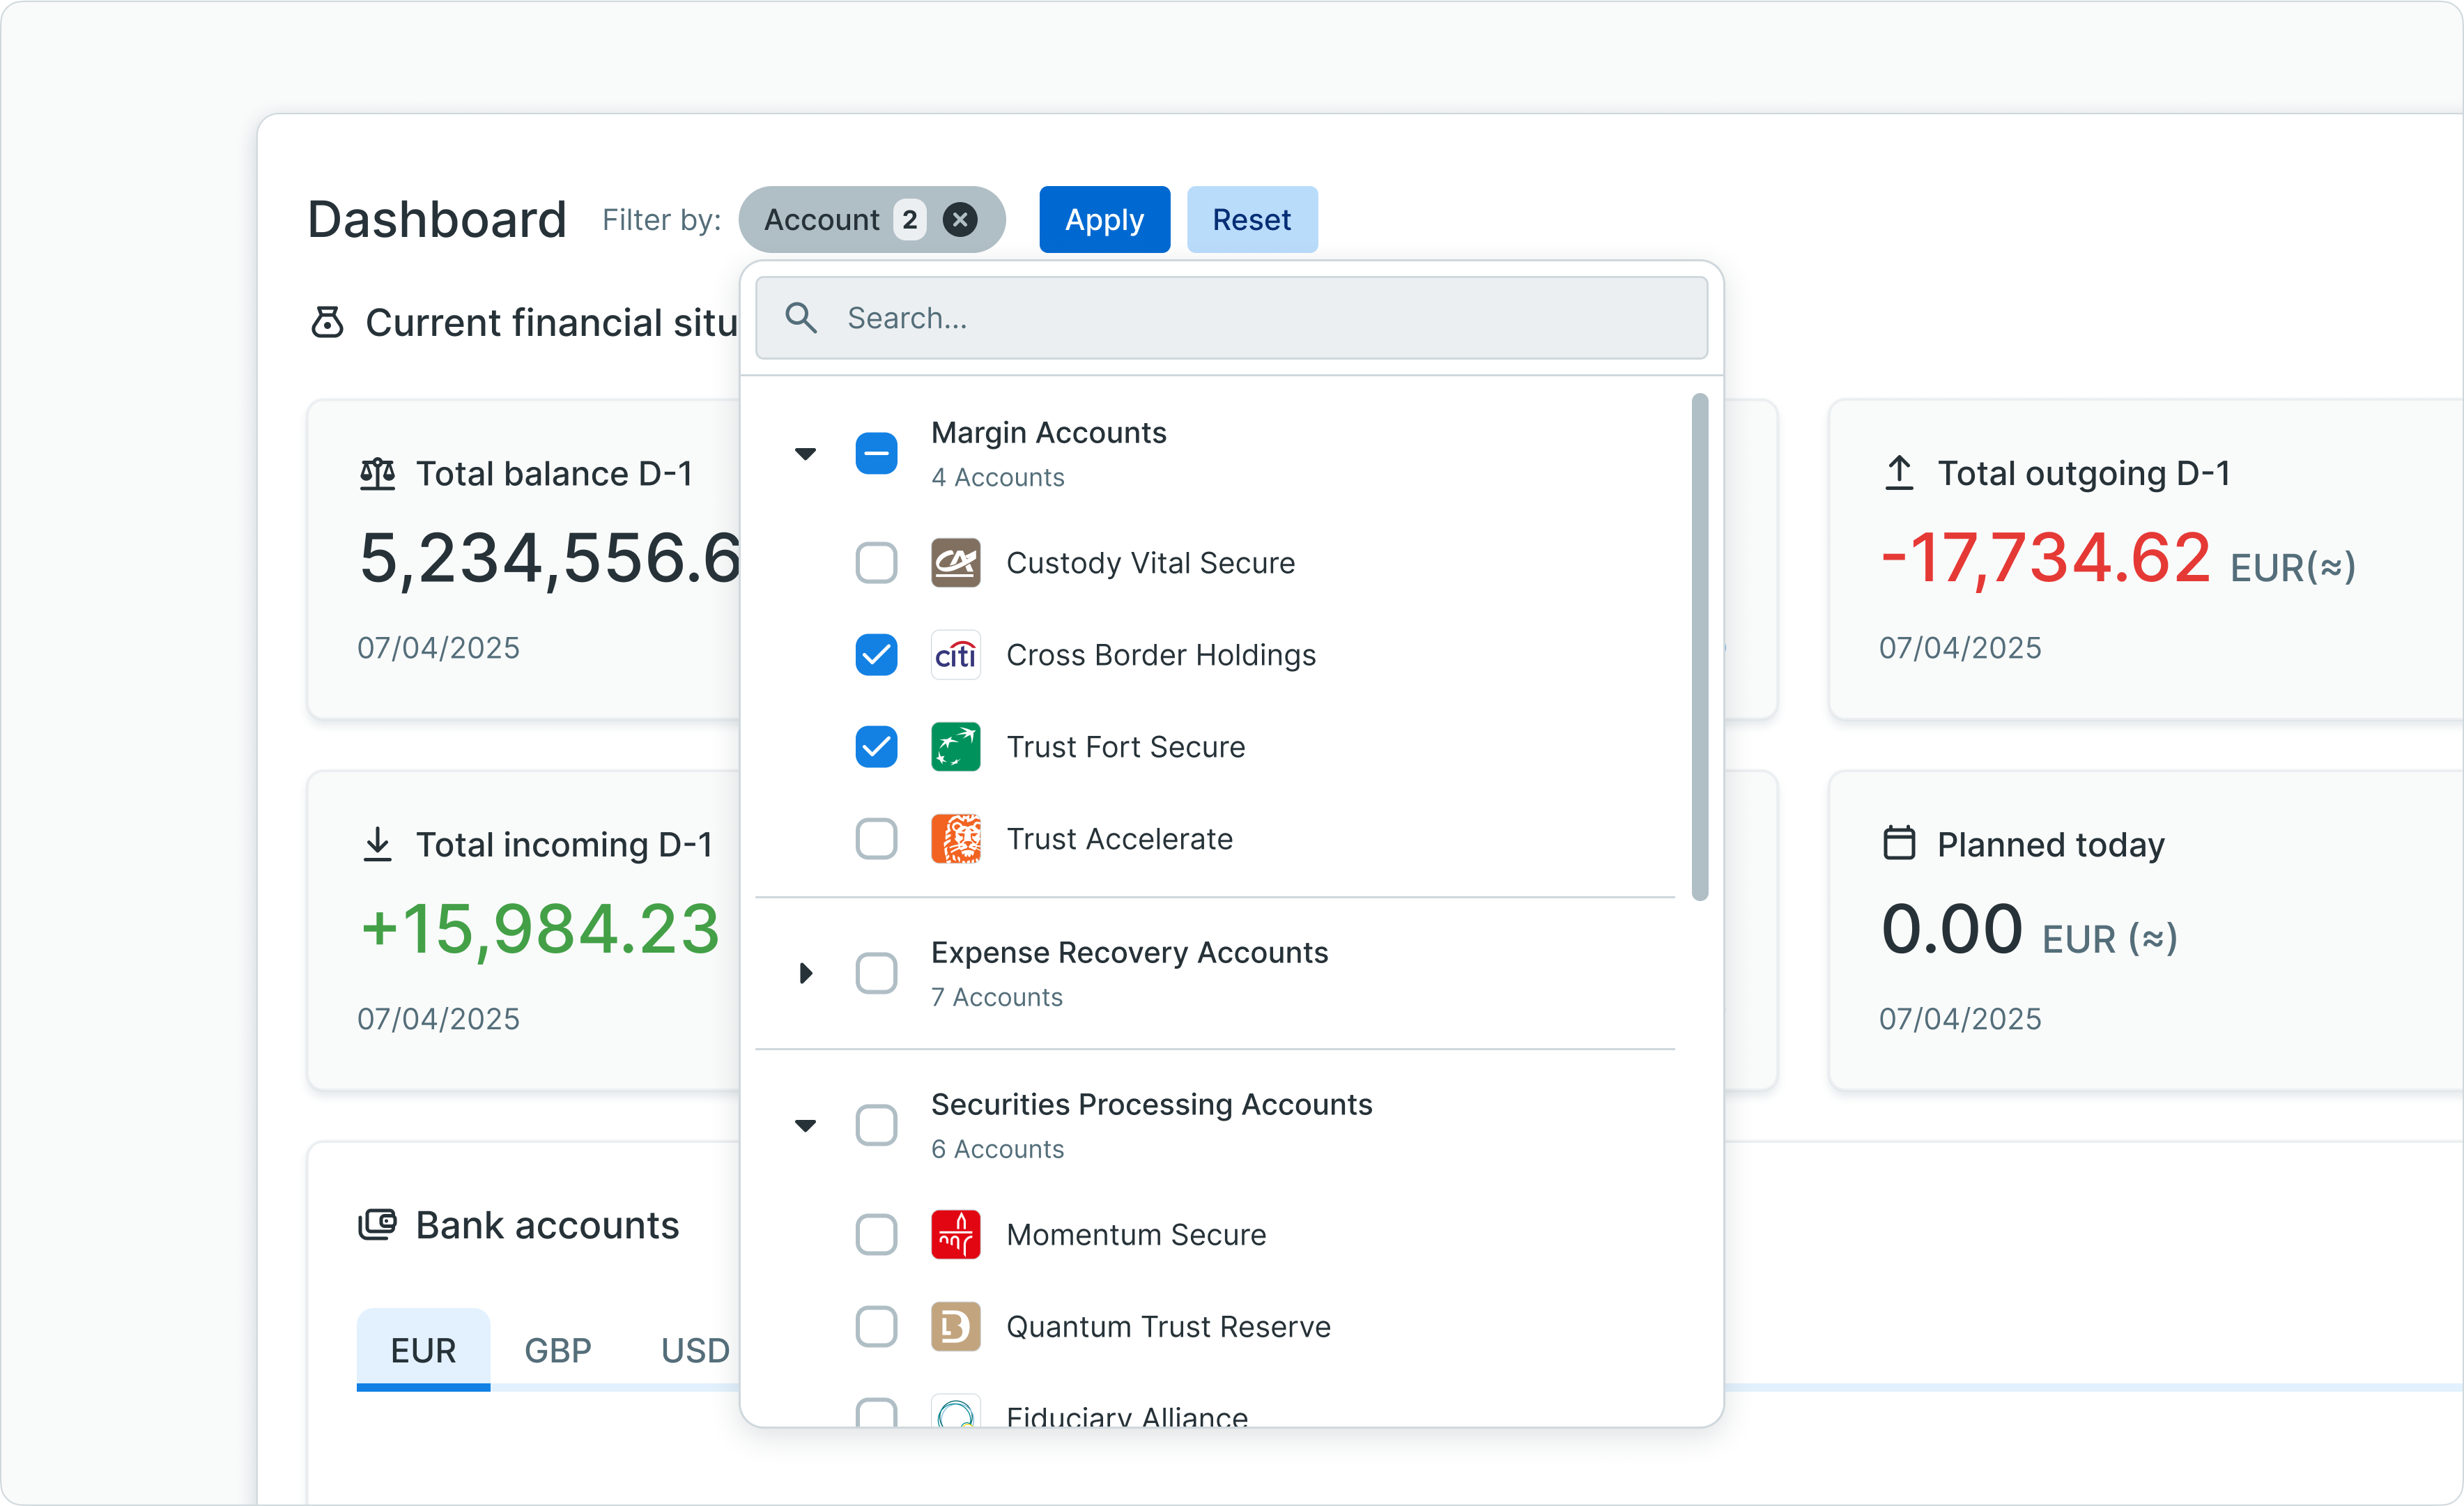 Dashboard Filter by: Account 2 Apply Reset
Search...
Current financial situ
Total balance D-1
5,234,556.6
07/04/2025
Total outgoing D-1
-17,734.62 EUR(≈)
07/04/2025
Total incoming D-1
+15,984.23
07/04/2025
Planned today
0.00 EUR (≈)
07/04/2025
Bank accounts
EUR GBP USD
Margin Accounts
4 Accounts
CA Custody Vital Secure
citi Cross Border Holdings
Trust Fort Secure
Trust Accelerate
Expense Recovery Accounts
7 Accounts
Securities Processing Accounts
6 Accounts
Momentum Secure
Quantum Trust Reserve
Fiduciary Alliance